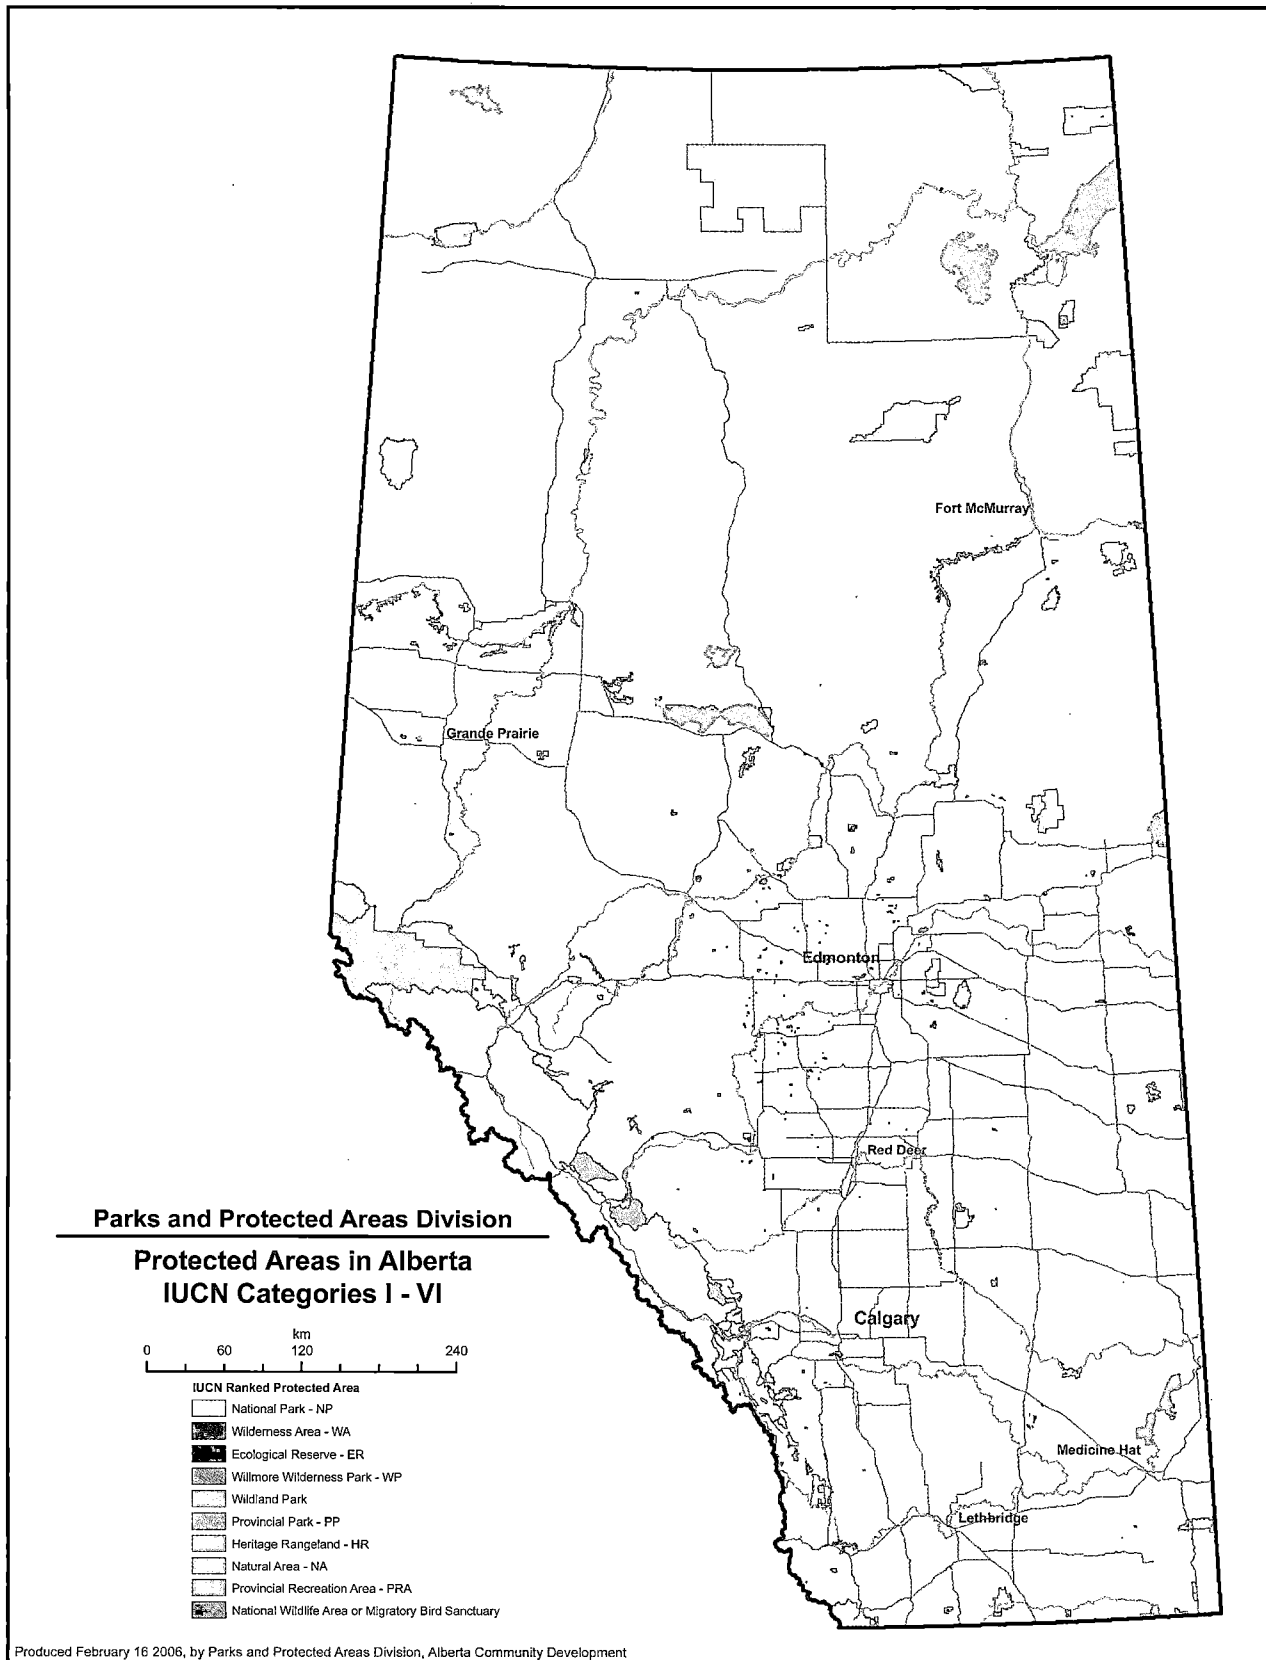 Fort McMurray
Grande Prairie
Edmonton
Red Deer
Calgary
Medicine Hat
Lethbridge
Parks and Protected Areas Division
Protected Areas in Alberta
IUCN Categories I - VI
km
0 60 120 240
IUCN Ranked Protected Area
National Park - NP
Wilderness Area - WA
Ecological Reserve - ER
Willmore Wilderness Park - WP
Wildland Park
Provincial Park - PP
Heritage Rangeland - HR
Natural Area - NA
Provincial Recreation Area - PRA
National Wildlife Area or Migratory Bird Sanctuary
Produced February 16 2006, by Parks and Protected Areas Division, Alberta Community Development